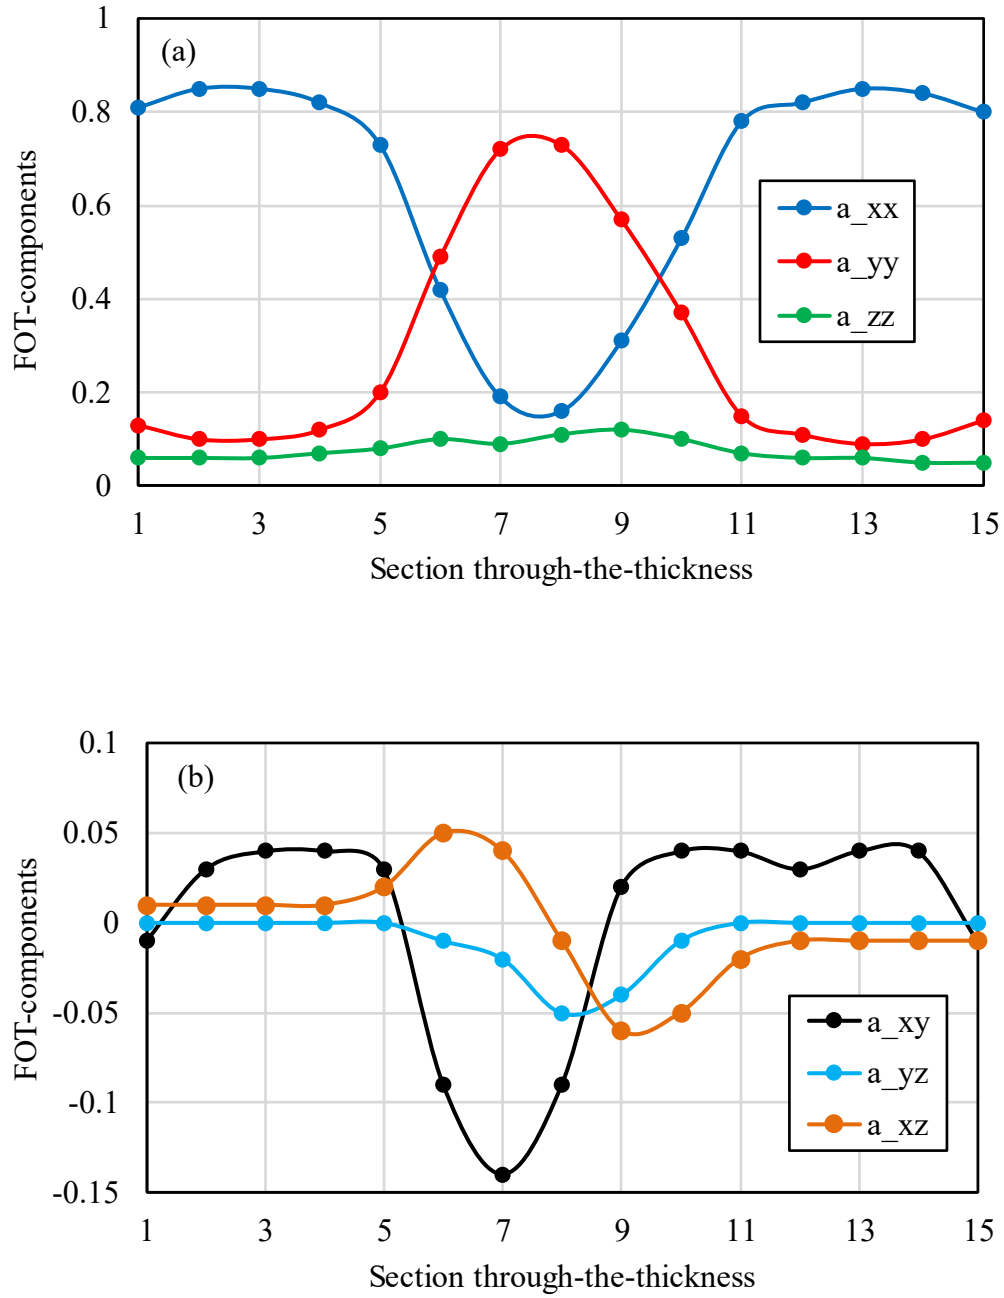 (a)
1
0.8
0.6
0.4
0.2
0
FOT-components
a_xx
a_yy
a_zz
1 3 5 7 9 11 13 15
Section through-the-thickness
(b)
0.1
0.05
0
-0.05
-0.1
-0.15
FOT-components
a_xy
a_yz
a_xz
1 3 5 7 9 11 13 15
Section through-the-thickness